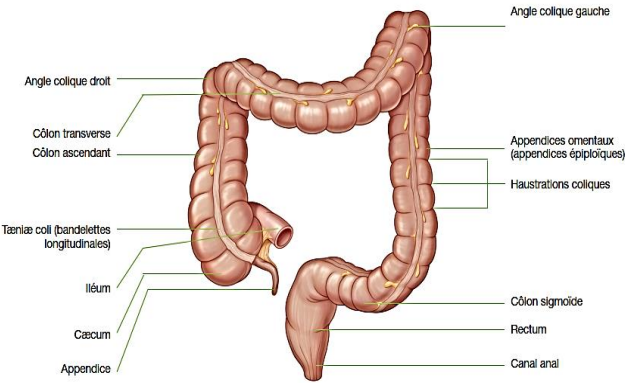 Angle colique gauche
Angle colique droit
Côlon transverse
Côlon ascendant
Appendices omentaux
(appendices épiploïques)
Haustrations coliques
Tæniæ coli (bandelettes
longitudinales)
Iléum
Cæcum
Appendice
Côlon sigmoïde
Rectum
Canal anal